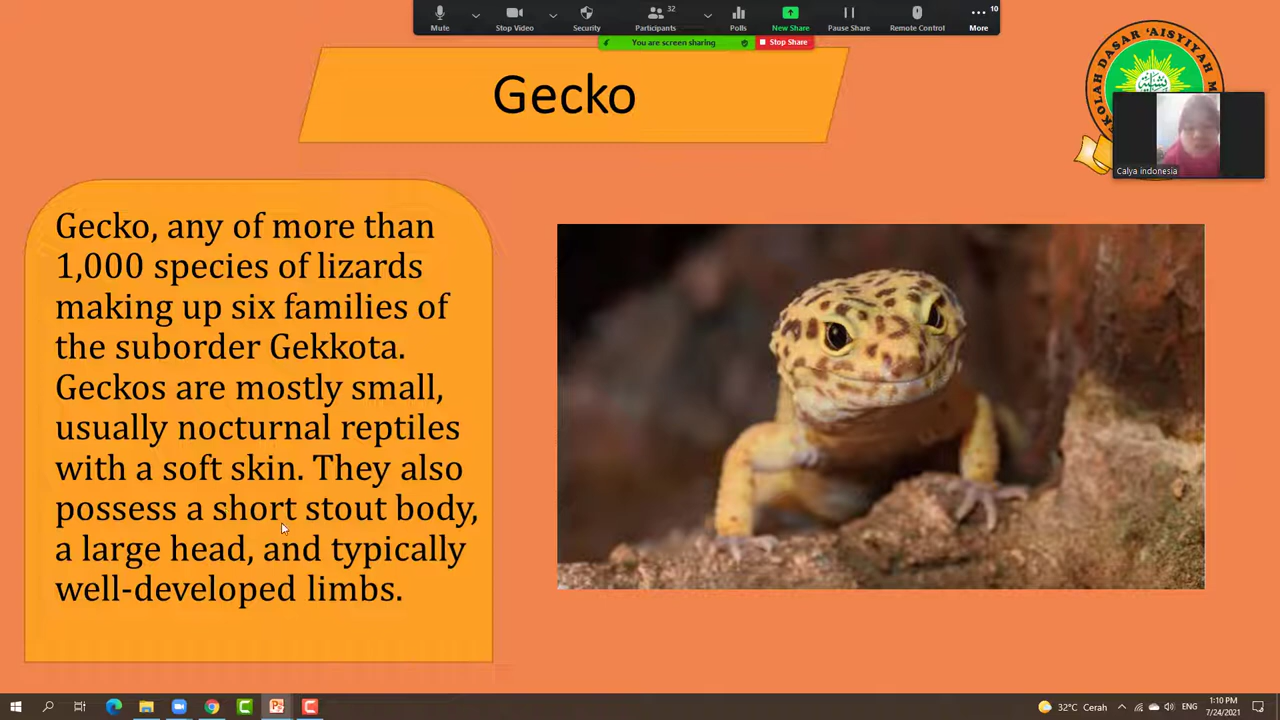 Mute
Stop Video
Security
Participants
32
Polls
New Share
Pause Share
Remote Control
More
10
You are screen sharing
Stop Share
Gecko
Calya indonesia
Gecko, any of more than
1,000 species of lizards
making up six families of
the suborder Gekkota.
Geckos are mostly small,
usually nocturnal reptiles
with a soft skin. They also
possess a short stout body,
a large head, and typically
well-developed limbs.
32°C Cerah
ENG
1:10 PM
7/24/2021